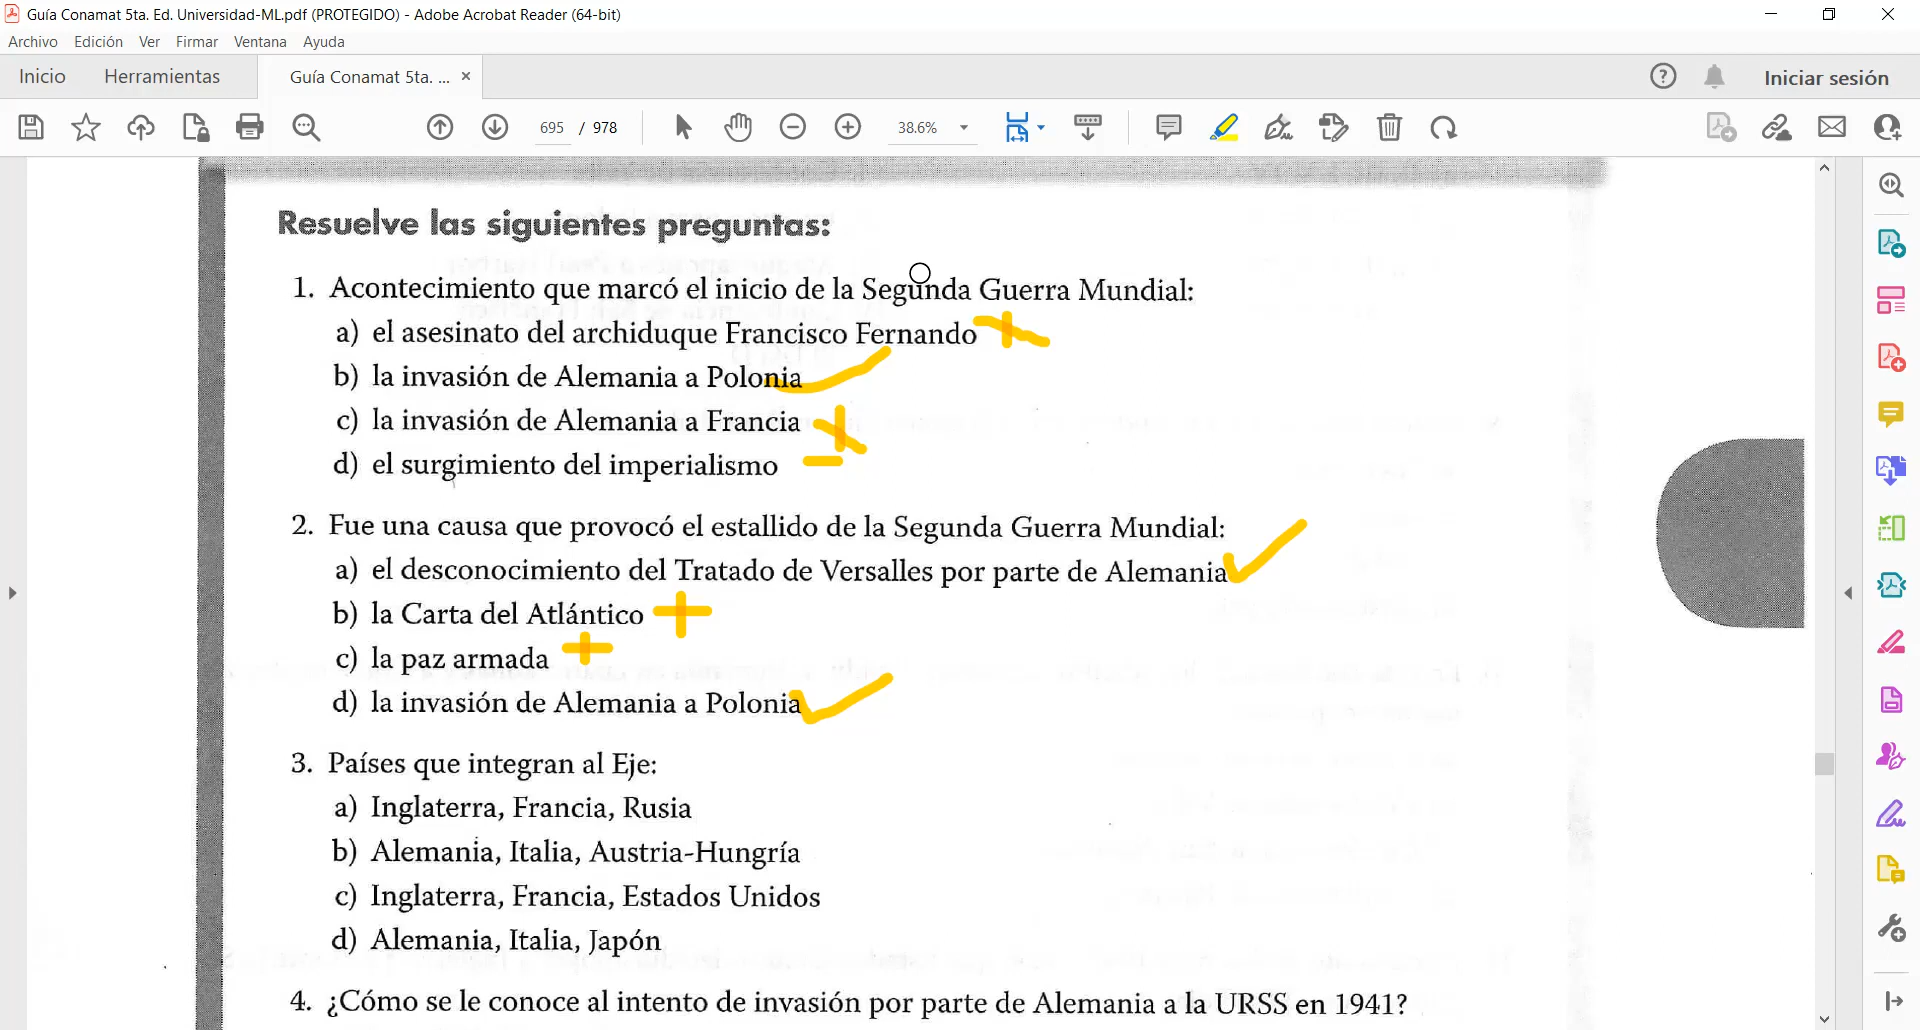 Guía Conamat 5ta. Ed. Universidad-ML.pdf (PROTEGIDO) - Adobe Acrobat Reader (64-bit)
Archivo Edición Ver Firmar Ventana Ayuda
Inicio Herramientas Guía Conamat 5ta. ... × Iniciar sesión
695 / 978 38.6%
Resuelve las siguientes preguntas:
1. Acontecimiento que marcó el inicio de la Segunda Guerra Mundial:
a) el asesinato del archiduque Francisco Fernando
b) la invasión de Alemania a Polonia
c) la invasión de Alemania a Francia
d) el surgimiento del imperialismo
2. Fue una causa que provocó el estallido de la Segunda Guerra Mundial:
a) el desconocimiento del Tratado de Versalles por parte de Alemania
b) la Carta del Atlántico
c) la paz armada
d) la invasión de Alemania a Polonia
3. Países que integran al Eje:
a) Inglaterra, Francia, Rusia
b) Alemania, Italia, Austria-Hungría
c) Inglaterra, Francia, Estados Unidos
d) Alemania, Italia, Japón
4. ¿Cómo se le conoce al intento de invasión por parte de Alemania a la URSS en 1941?